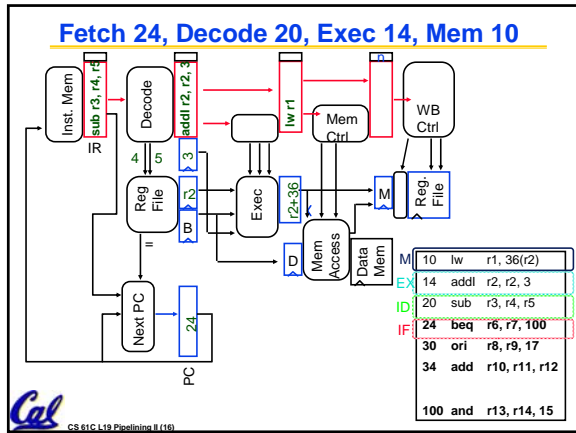 Fetch 24, Decode 20, Exec 14, Mem 10
Inst. Mem
sub r3, r4, r5
Decode
addI r2, r2, 3
lw r1
Mem
Ctrl
n
WB
Ctrl
IR
4 5
3
Reg
File
r2
B
Exec
r2+36
M
Reg.
File
=
D
Mem
Access
Data
Mem
Next PC
24
PC
M 10 lw r1, 36(r2)
EX 14 addI r2, r2, 3
ID 20 sub r3, r4, r5
IF 24 beq r6, r7, 100
30 ori r8, r9, 17
34 add r10, r11, r12
100 and r13, r14, 15
Cal
CS 61C L19 Pipelining II (16)